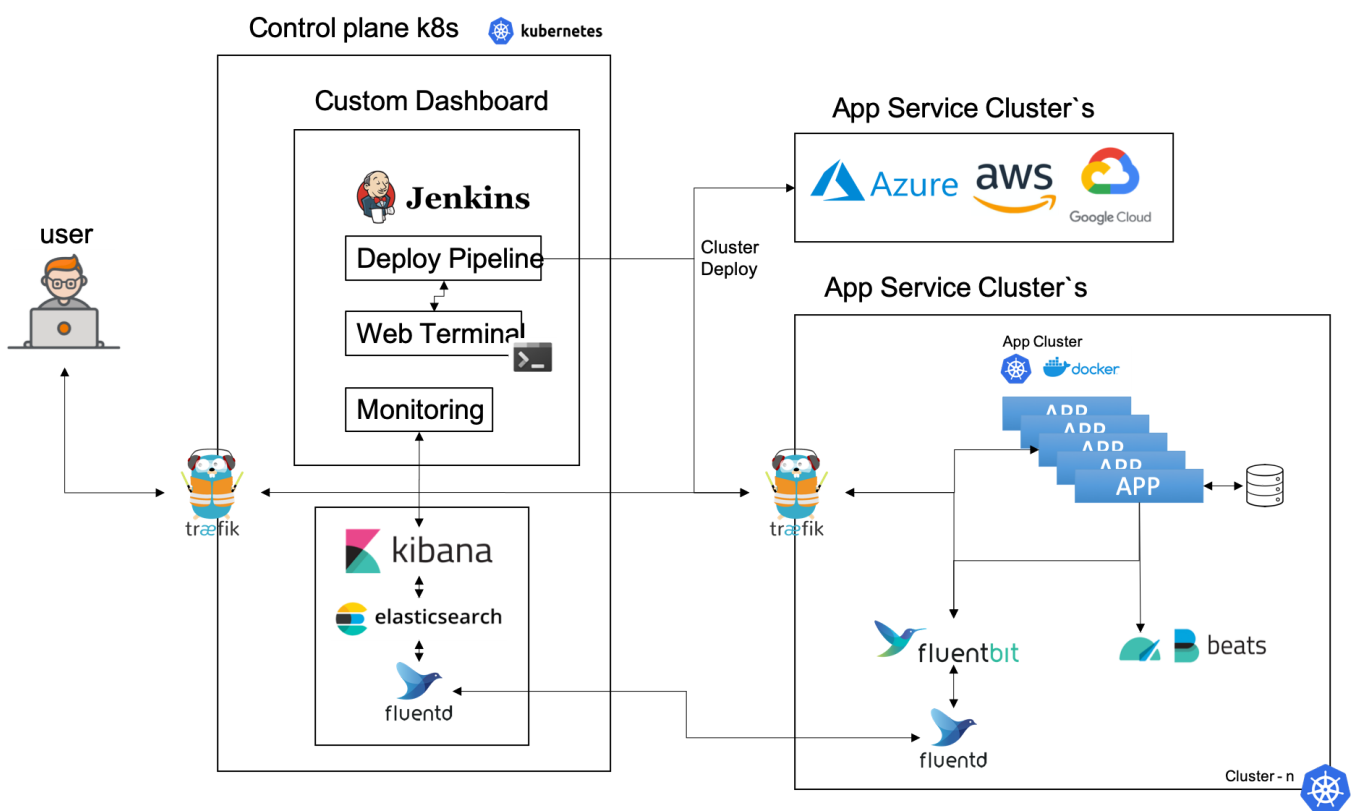 Control plane k8s
kubernetes
Custom Dashboard
Jenkins
Deploy Pipeline
Web Terminal
>_
Monitoring
user
træfik
kibana
elasticsearch
fluentd
Cluster
Deploy
App Service Cluster`s
Azure
aws
Google Cloud
App Service Cluster`s
App Cluster
docker
APP
APP
APP
APP
APP
træfik
fluentbit
beats
fluentd
Cluster - n